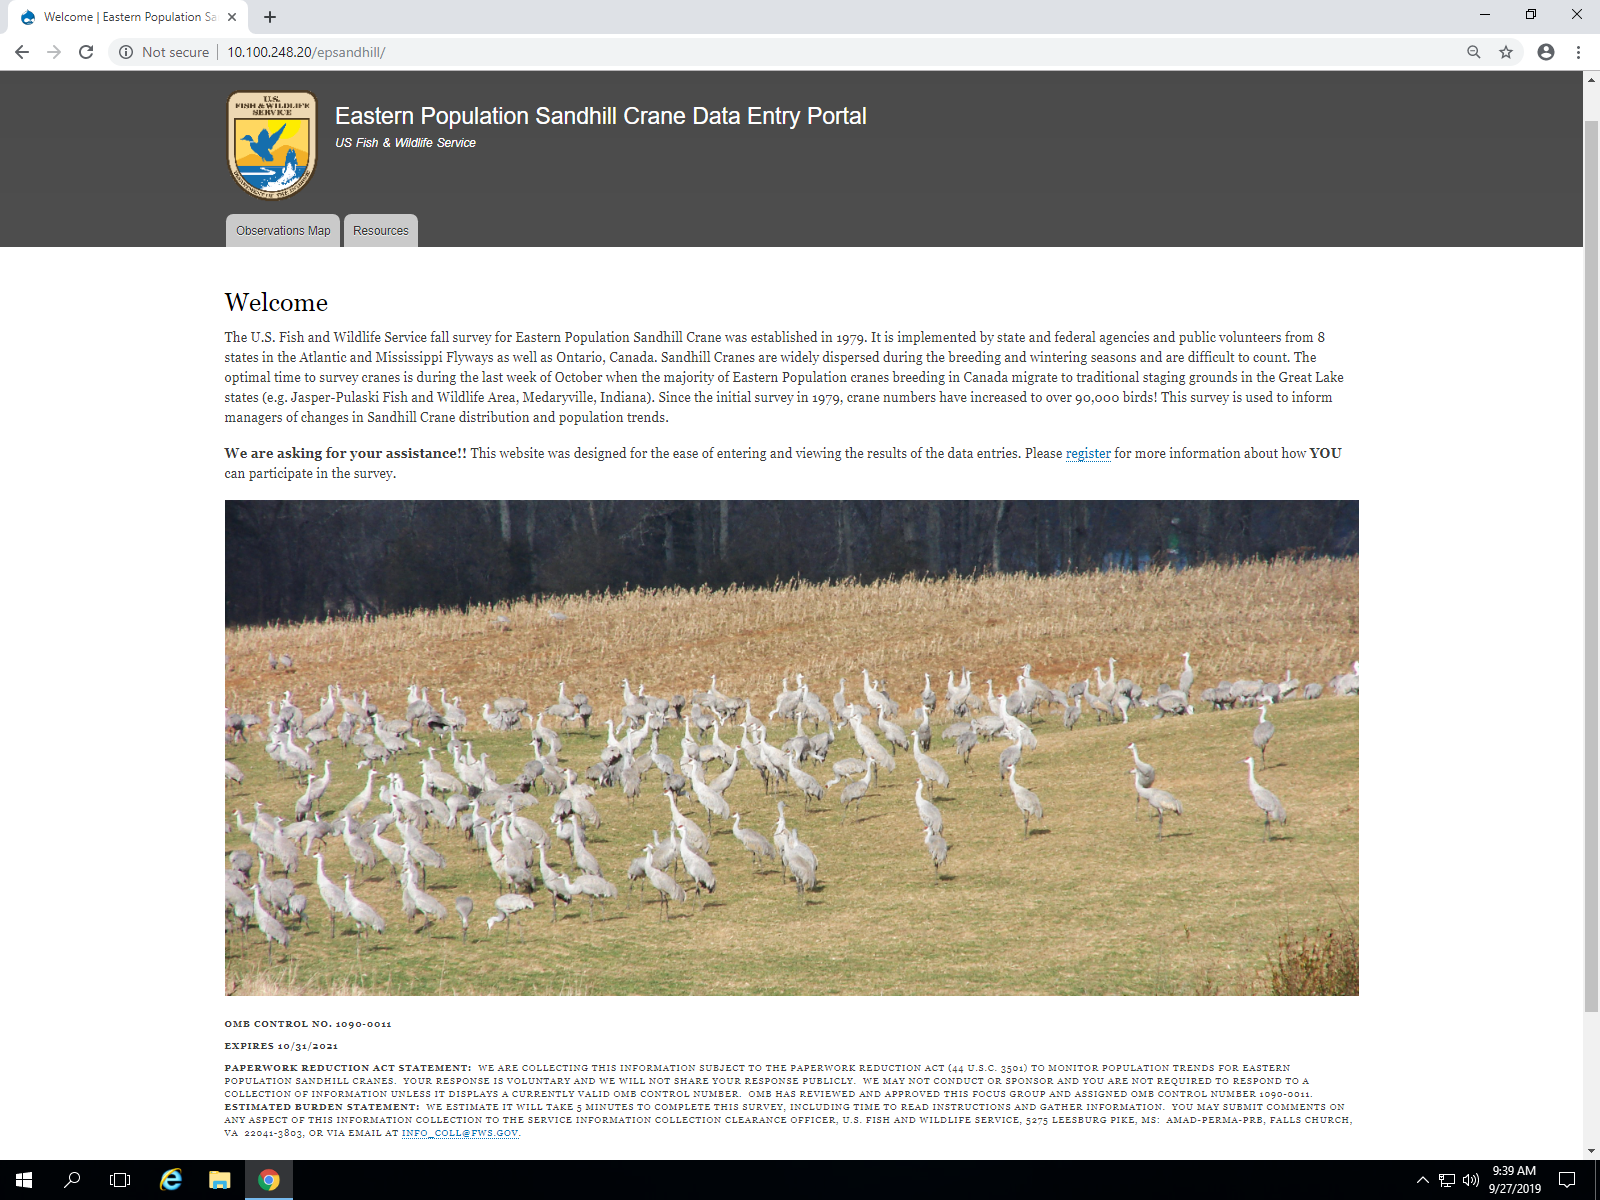 Welcome | Eastern Population Sa
Not secure
10.100.248.20/epsandhill/
U.S.
FISH & WILDLIFE
SERVICE
DEPARTMENT OF THE INTERIOR
Eastern Population Sandhill Crane Data Entry Portal
US Fish & Wildlife Service
Observations Map
Resources
Welcome
The U.S. Fish and Wildlife Service fall survey for Eastern Population Sandhill Crane was established in 1979. It is implemented by state and federal agencies and public volunteers from 8
states in the Atlantic and Mississippi Flyways as well as Ontario, Canada. Sandhill Cranes are widely dispersed during the breeding and wintering seasons and are difficult to count. The
optimal time to survey cranes is during the last week of October when the majority of Eastern Population cranes breeding in Canada migrate to traditional staging grounds in the Great Lake
states (e.g. Jasper-Pulaski Fish and Wildlife Area, Medaryville, Indiana). Since the initial survey in 1979, crane numbers have increased to over 90,000 birds! This survey is used to inform
managers of changes in Sandhill Crane distribution and population trends.
We are asking for your assistance!! This website was designed for the ease of entering and viewing the results of the data entries. Please register for more information about how YOU
can participate in the survey.
OMB CONTROL NO. 1090-0011
EXPIRES 10/31/2021
PAPERWORK REDUCTION ACT STATEMENT: WE ARE COLLECTING THIS INFORMATION SUBJECT TO THE PAPERWORK REDUCTION ACT (44 U.S.C. 3501) TO MONITOR POPULATION TRENDS FOR EASTERN
POPULATION SANDHILL CRANES. YOUR RESPONSE IS VOLUNTARY AND WE WILL NOT SHARE YOUR RESPONSE PUBLICLY. WE MAY NOT CONDUCT OR SPONSOR AND YOU ARE NOT REQUIRED TO RESPOND TO A
COLLECTION OF INFORMATION UNLESS IT DISPLAYS A CURRENTLY VALID OMB CONTROL NUMBER. OMB HAS REVIEWED AND APPROVED THIS FOCUS GROUP AND ASSIGNED OMB CONTROL NUMBER 1090-0011.
ESTIMATED BURDEN STATEMENT: WE ESTIMATE IT WILL TAKE 5 MINUTES TO COMPLETE THIS SURVEY, INCLUDING TIME TO READ INSTRUCTIONS AND GATHER INFORMATION. YOU MAY SUBMIT COMMENTS ON
ANY ASPECT OF THIS INFORMATION COLLECTION TO THE SERVICE INFORMATION COLLECTION CLEARANCE OFFICER, U.S. FISH AND WILDLIFE SERVICE, 5275 LEESBURG PIKE, MS: AMAD-PERMA-PRB, FALLS CHURCH,
VA 22041-3803, OR VIA EMAIL AT INFO_COLL@FWS.GOV.
9:39 AM
9/27/2019